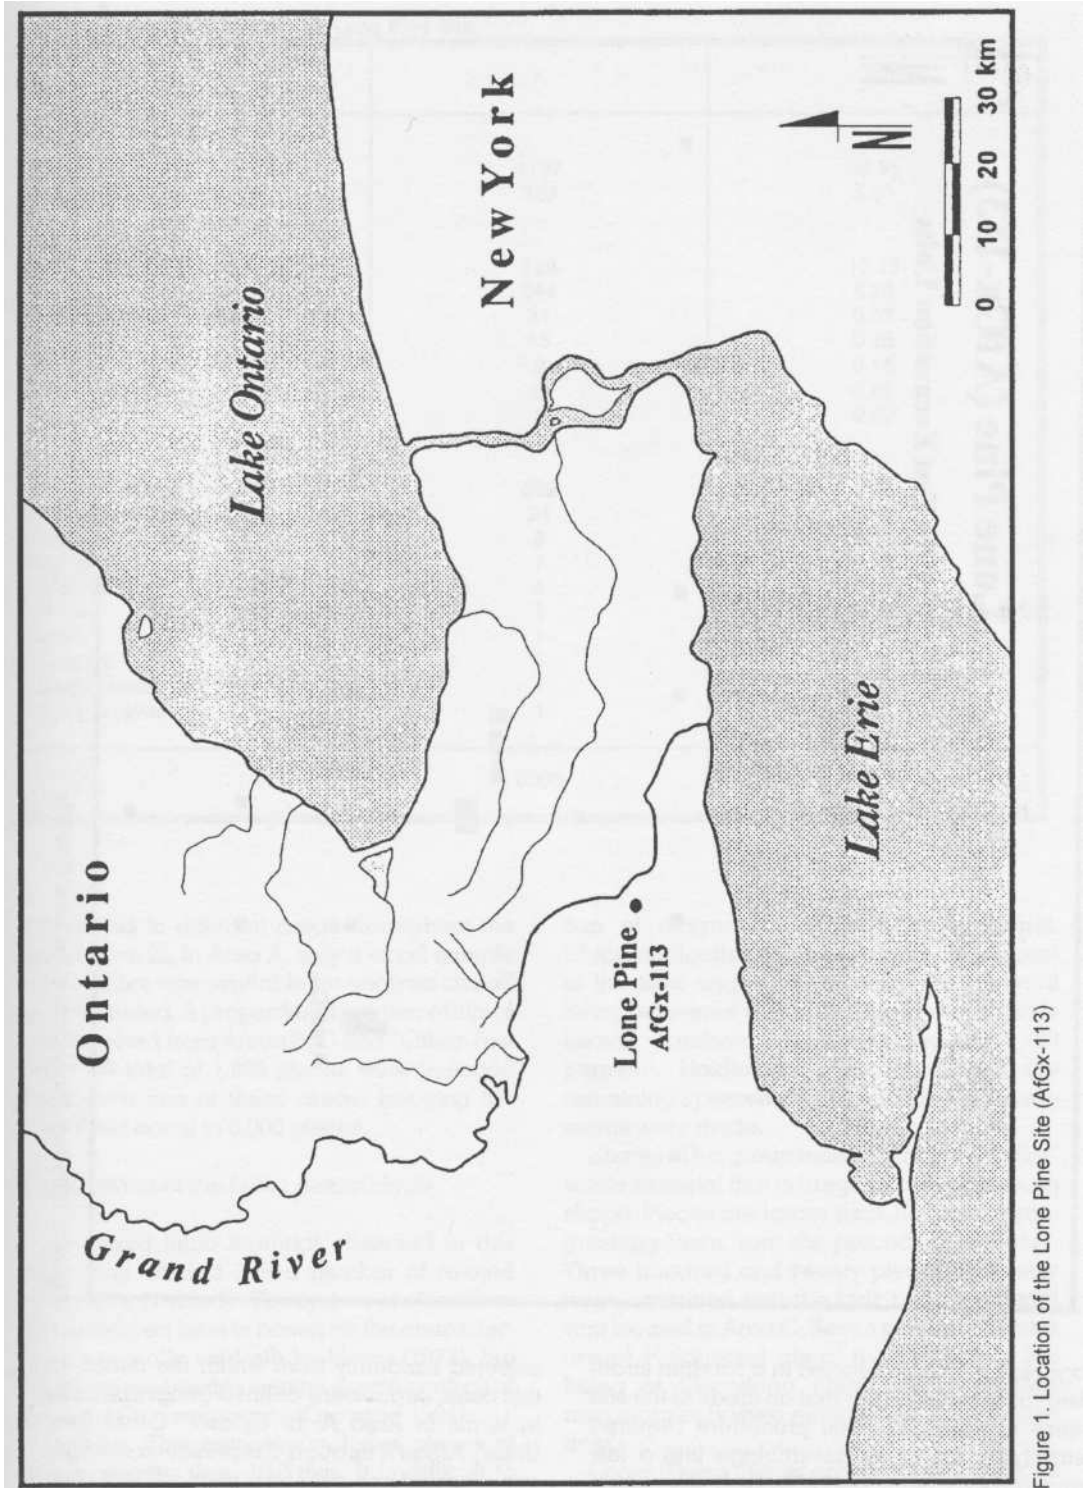 Ontario
Lake Ontario
New York
Grand River
Lone Pine
AfGx-113
Lake Erie
N
0 10 20 30 km
Figure 1. Location of the Lone Pine Site (AfGx-113)